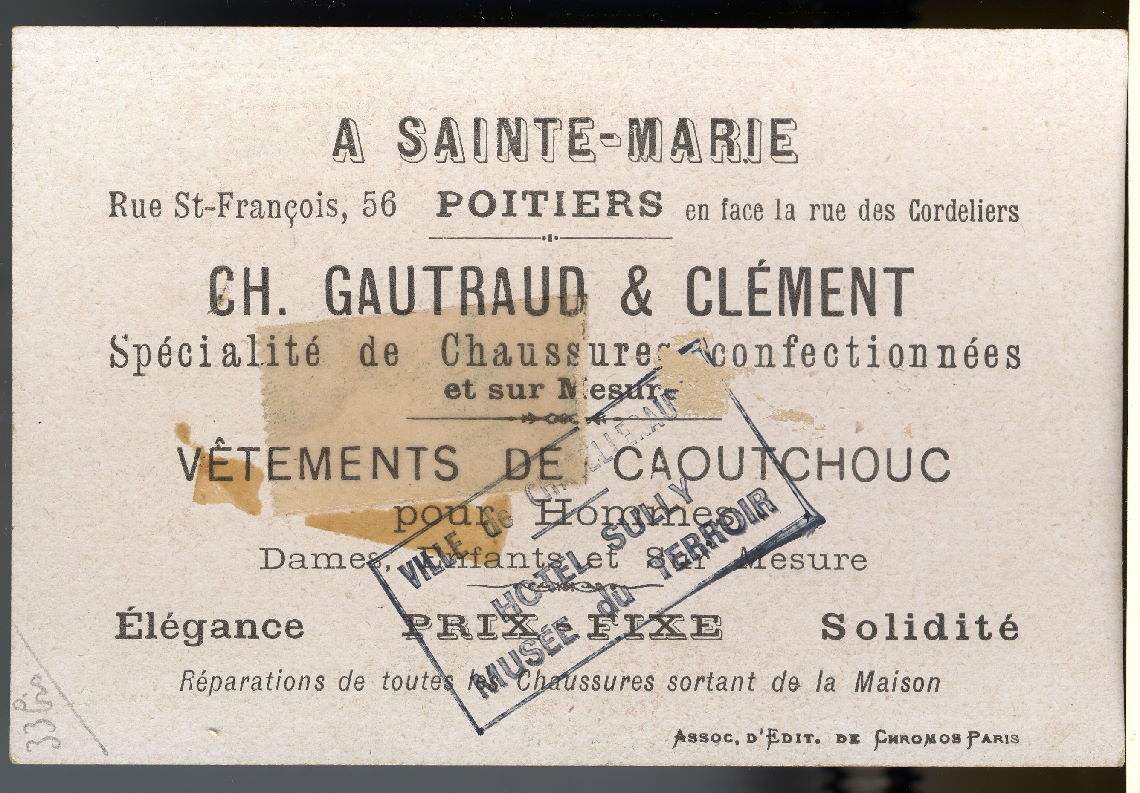 A SAINTE-MARIE
Rue St-François, 56 POITIERS en face la rue des Cordeliers
CH. GAUTRAUD & CLÉMENT
Spécialité de Chaussures confectionnées
et sur Mesure
VÊTEMENTS DE CAOUTCHOUC
pour Hommes
Dames, Enfants et Sur Mesure
Élégance PRIX-FIXE Solidité
Réparations de toutes les Chaussures sortant de la Maison
ASSOC. D'EDIT. DE CHROMOS PARIS
VILLE de CHATELLERAULT
HOTEL SULLY
MUSÉE du TERROIR
33